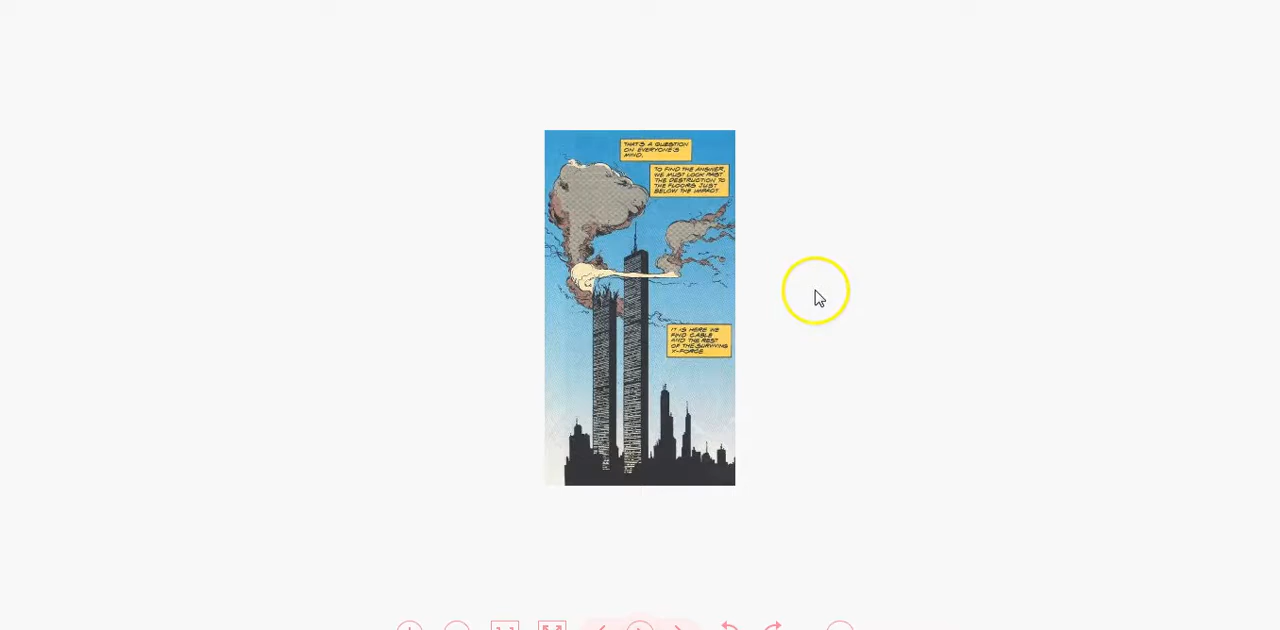 THAT'S A QUESTION
ON EVERYONE'S
MIND.
TO FIND THE ANSWER,
WE MUST LOOK PAST
THE DESTRUCTION TO
THE FLOORS JUST
BELOW THE IMPACT.
IT IS HERE WE
FIND CABLE
AND THE REST
OF THE SURVIVING
X-FORCE.